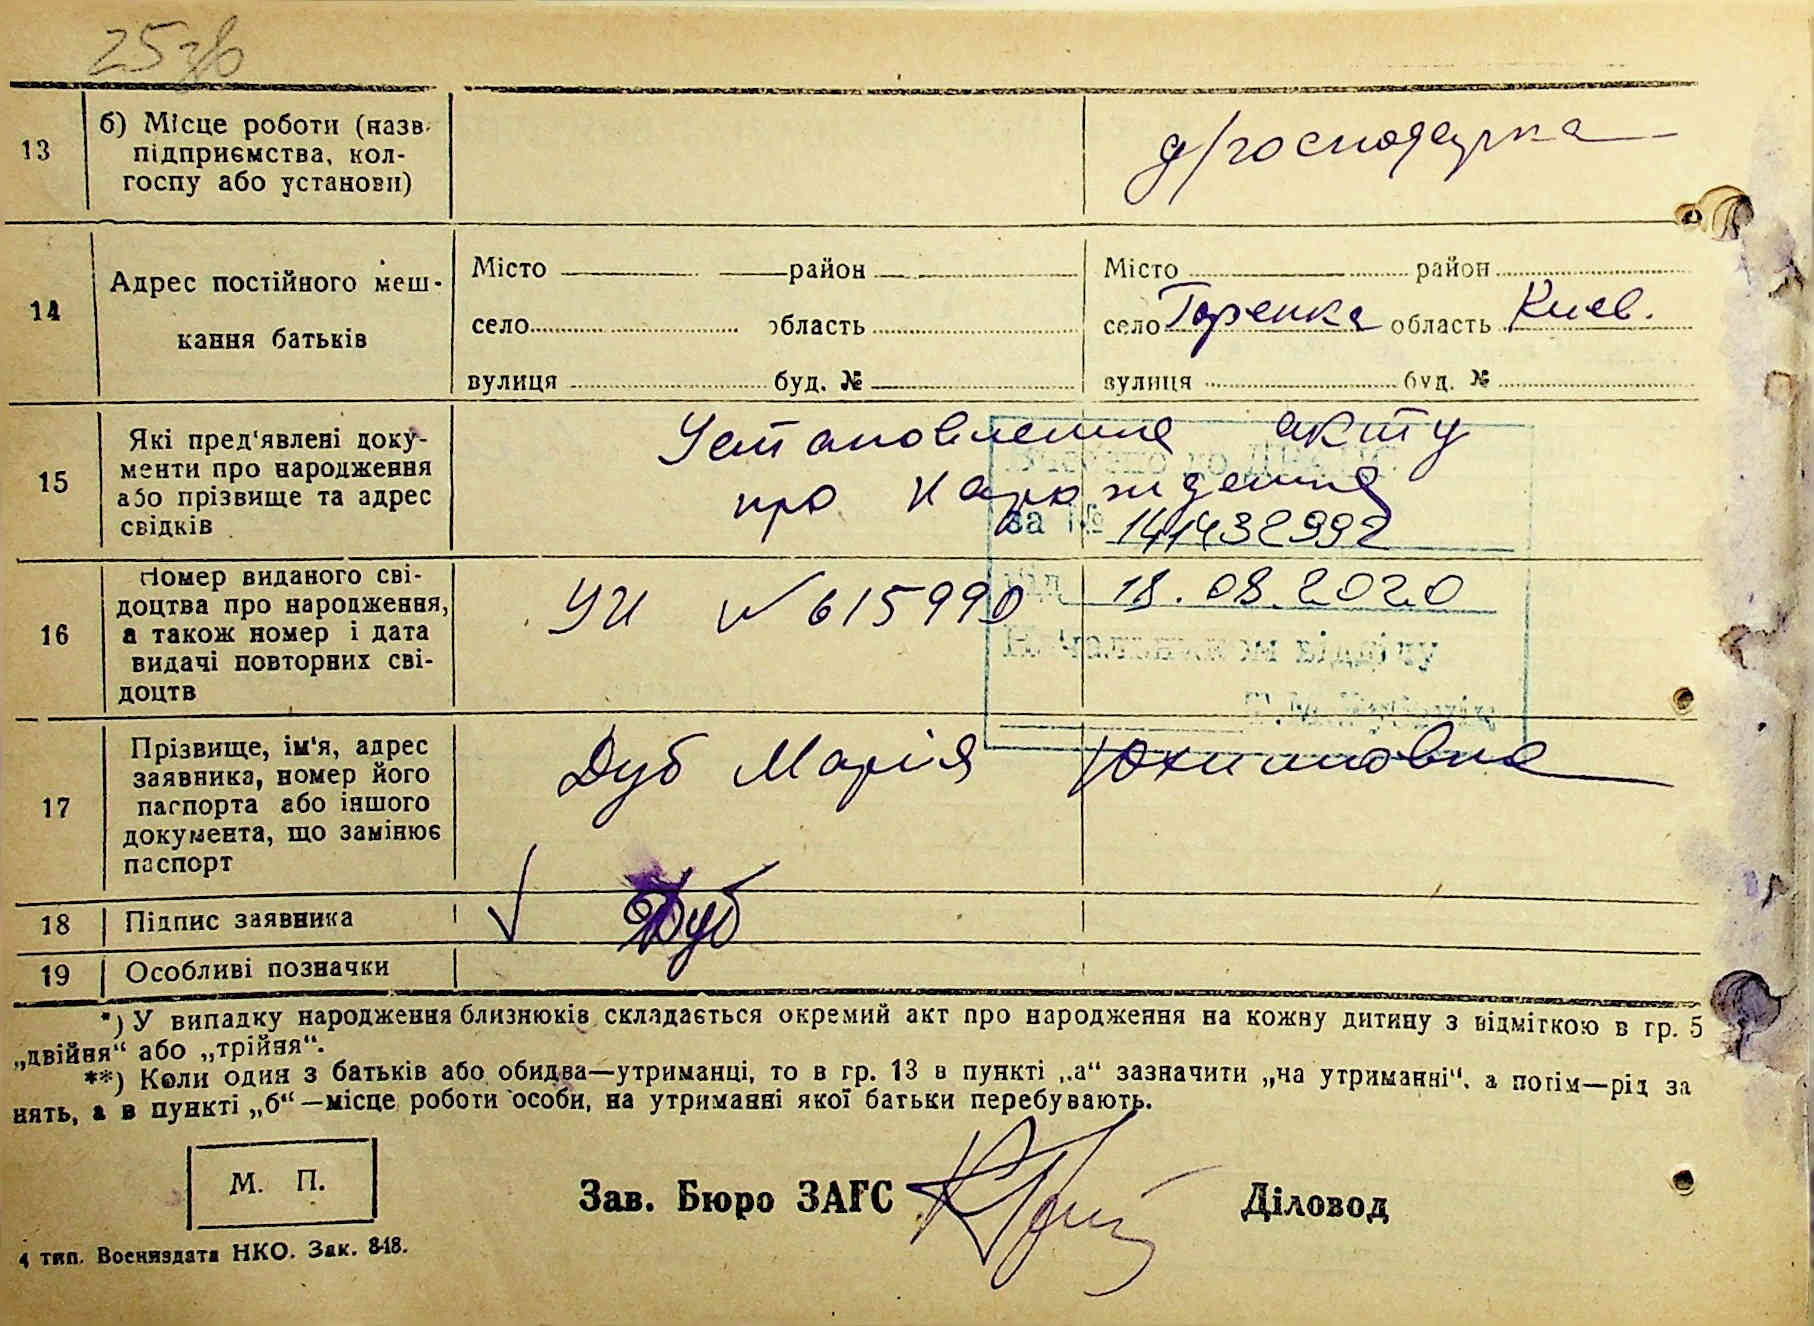 25 зв
13
б) Місце роботи (назв.
підприємства, кол-
госпу або установи)
д/господарка
14
Адрес постійного меш-
кання батьків
Місто район
село область
вулиця буд. №
Місто район
село Горенка область Киев.
вулиця буд. №
15
Які пред'явлені доку-
менти про народження
або прізвище та адрес
свідків
Установлення акту
про народження
Внесено до ДРАЦС
за № 141432992
від 18.08.2020
Начальником відділу
16
Номер виданого сві-
доцтва про народження,
а також номер і дата
видачі повторних сві-
доцтв
УИ № 615990
17
Прізвище, ім'я, адрес
заявника, номер його
паспорта або іншого
документа, що замінює
паспорт
Дуб Марія Юхимовна
18
Підпис заявника
Дуб
19
Особливі позначки
*) У випадку народження близнюків складається окремий акт про народження на кожну дитину з відміткою в гр. 5
„двійня“ або „трійня“.
**) Коли один з батьків або обидва—утриманці, то в гр. 13 в пункті „а“ зазначити „на утриманні“, а потім—рід за
нять, а в пункті „б“—місце роботи особи, на утриманні якої батьки перебувають.
М. П.
Зав. Бюро ЗАГС
Діловод
4 тип. Воениздата НКО. Зак. 848.